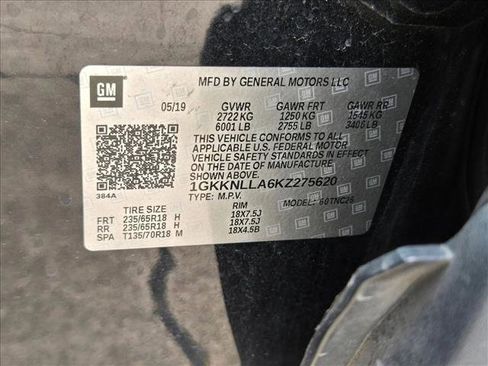 GM
MFD BY GENERAL MOTORS LLC
05/19 GVWR GAWR FRT GAWR RR
2722 KG 1250 KG 1545 KG
6001 LB 2755 LB 3406 LB
THIS VEHICLE CONFORMS TO ALL
APPLICABLE U.S. FEDERAL MOTOR
VEHICLE SAFETY STANDARDS IN
EFFECT ON THE DATE OF
MANUFACTURE SHOWN ABOVE.
1GKKNLLA6KZ275620
384A
TYPE: M.P.V. MODEL: 60TNC26
TIRE SIZE RIM
FRT 235/65R18 H 18X7.5J
RR 235/65R18 H 18X7.5J
SPA T135/70R18 M 18X4.5B